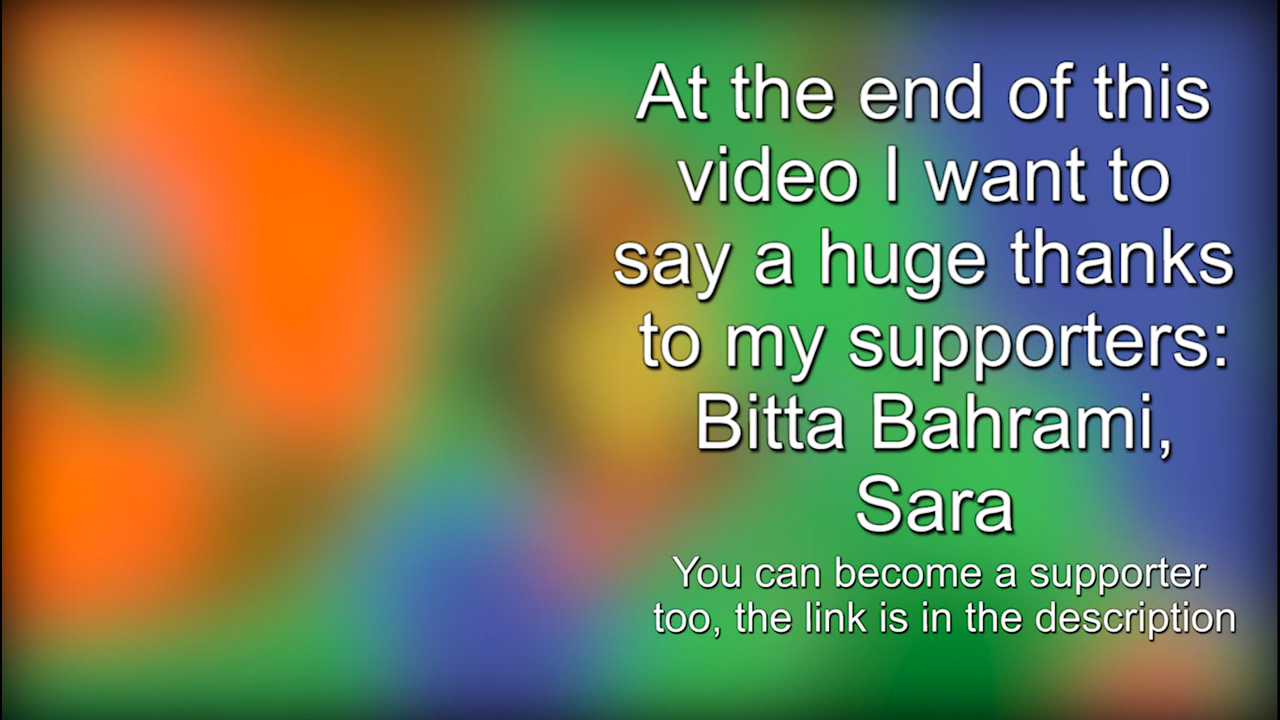 At the end of this
video I want to
say a huge thanks
to my supporters:
Bitta Bahrami,
Sara
You can become a supporter
too, the link is in the description